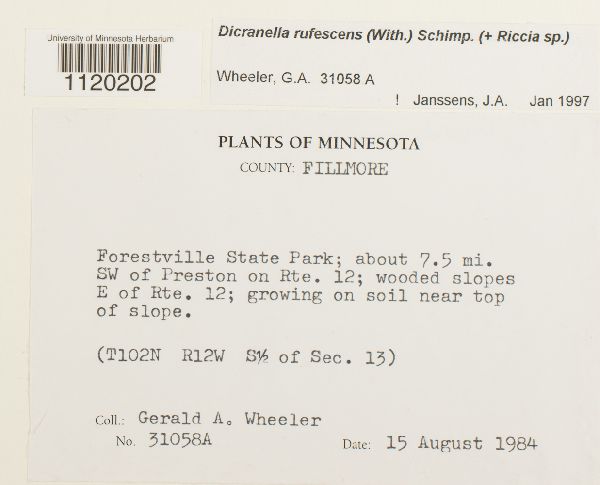 University of Minnesota Herbarium
1120202
Dicranella rufescens (With.) Schimp. (+ Riccia sp.)
Wheeler, G.A. 31058 A
! Janssens, J.A. Jan 1997
PLANTS OF MINNESOTA
COUNTY: FILLMORE
Forestville State Park; about 7.5 mi.
SW of Preston on Rte. 12; wooded slopes
E of Rte. 12; growing on soil near top
of slope.
(T102N R12W S½ of Sec. 13)
Coll.: Gerald A. Wheeler
No. 31058A
Date: 15 August 1984